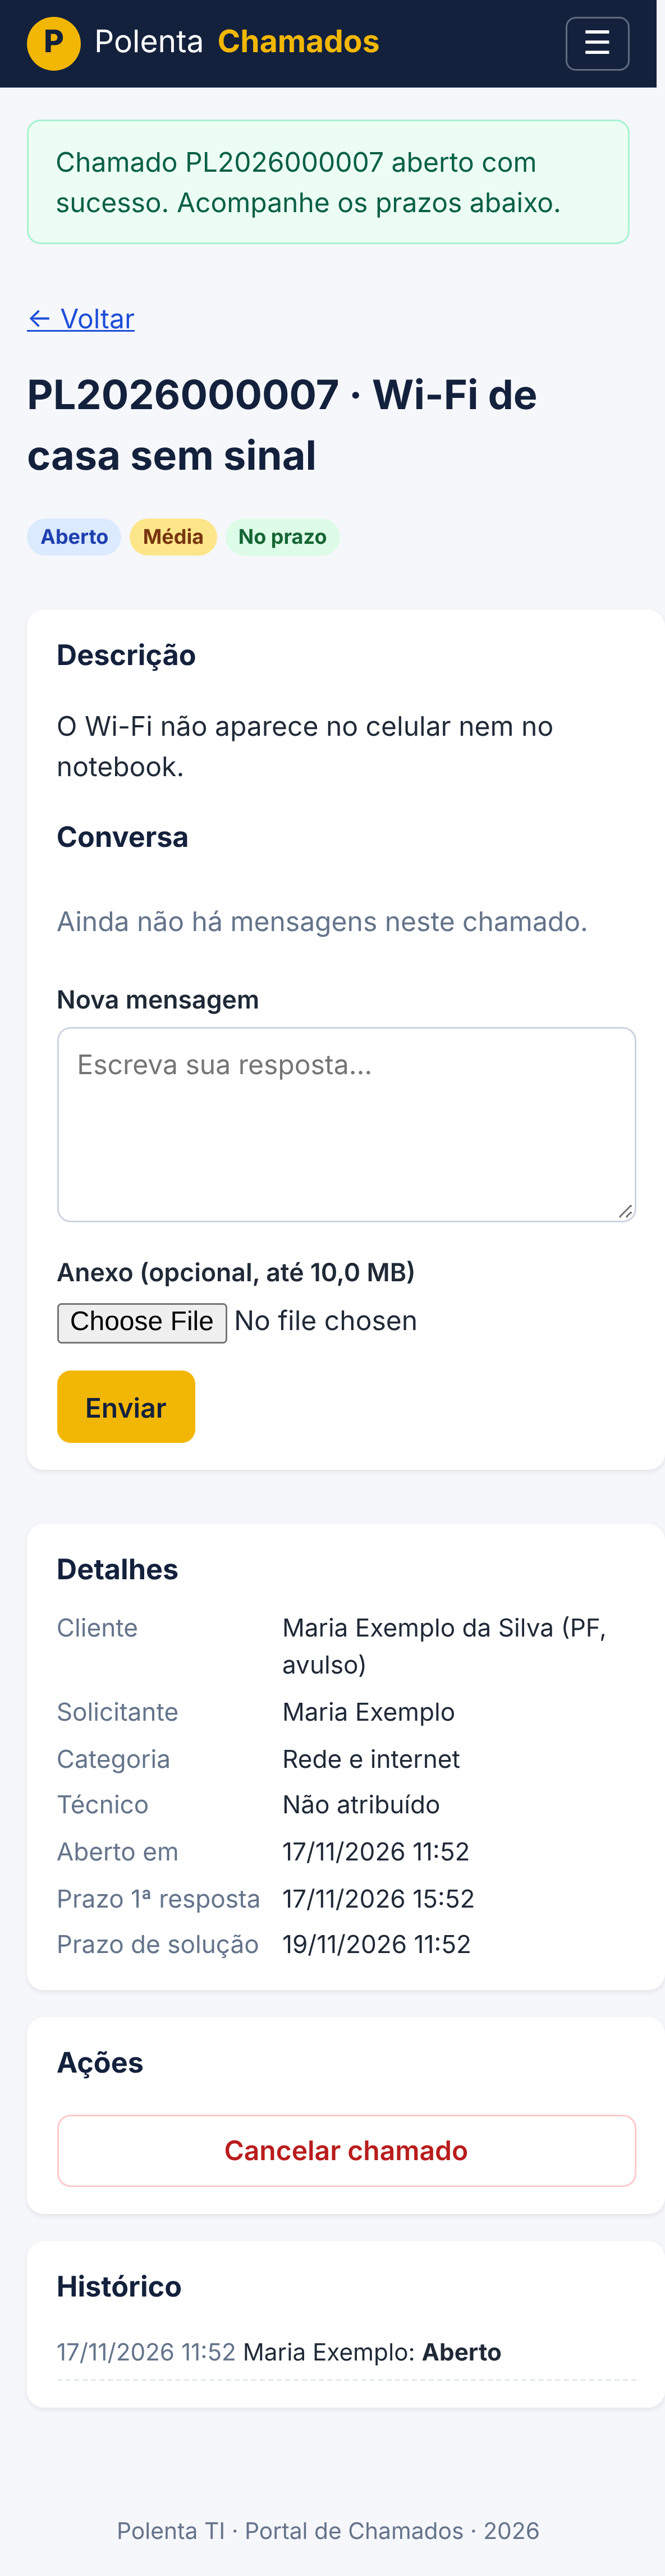 P Polenta Chamados ☰
Chamado PL2026000007 aberto com
sucesso. Acompanhe os prazos abaixo.
← Voltar
PL2026000007 · Wi-Fi de
casa sem sinal
Aberto Média No prazo
Descrição
O Wi-Fi não aparece no celular nem no
notebook.
Conversa
Ainda não há mensagens neste chamado.
Nova mensagem
Escreva sua resposta...
Anexo (opcional, até 10,0 MB)
Choose File No file chosen
Enviar
Detalhes
Cliente Maria Exemplo da Silva (PF,
avulso)
Solicitante Maria Exemplo
Categoria Rede e internet
Técnico Não atribuído
Aberto em 17/11/2026 11:52
Prazo 1ª resposta 17/11/2026 15:52
Prazo de solução 19/11/2026 11:52
Ações
Cancelar chamado
Histórico
17/11/2026 11:52 Maria Exemplo: Aberto
Polenta TI · Portal de Chamados · 2026